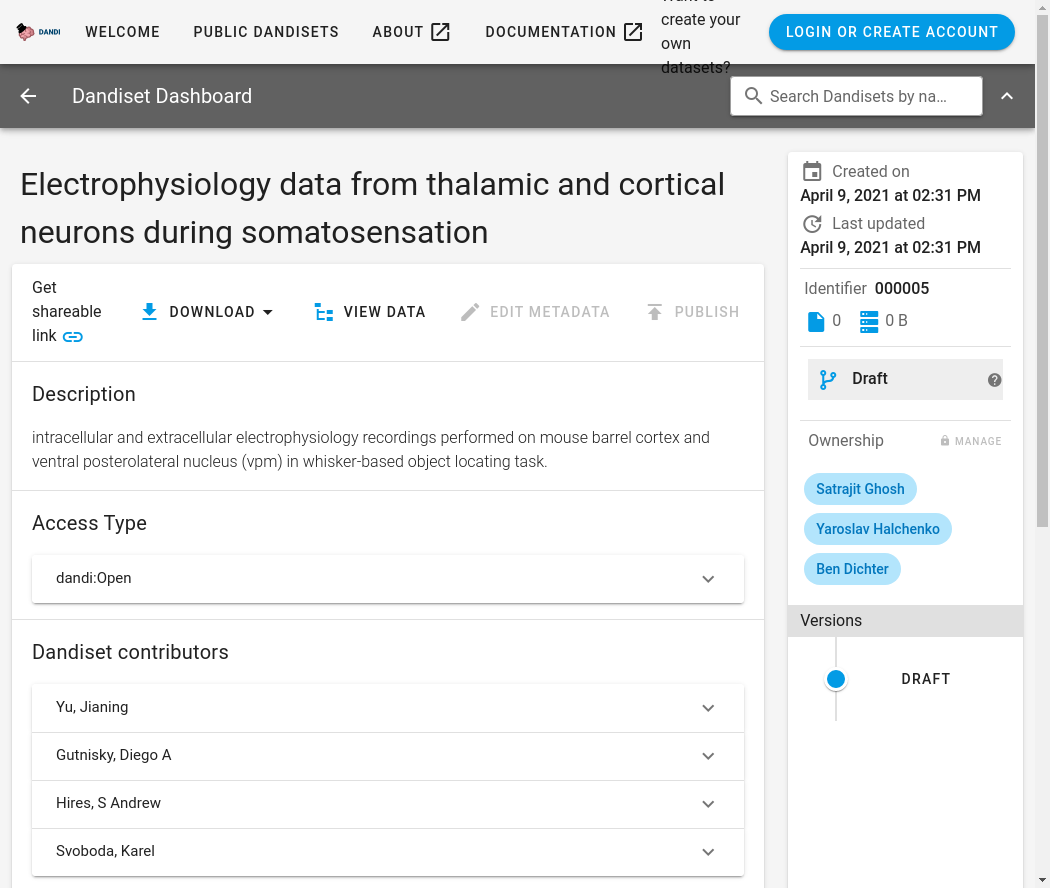 DANDI
WELCOME
PUBLIC DANDISETS
ABOUT
DOCUMENTATION
create your
own
datasets?
LOGIN OR CREATE ACCOUNT
Dandiset Dashboard
Search Dandisets by na…
Electrophysiology data from thalamic and cortical
neurons during somatosensation
Get
shareable
link
DOWNLOAD
VIEW DATA
EDIT METADATA
PUBLISH
Description
intracellular and extracellular electrophysiology recordings performed on mouse barrel cortex and
ventral posterolateral nucleus (vpm) in whisker-based object locating task.
Access Type
dandi:Open
Dandiset contributors
Yu, Jianing
Gutnisky, Diego A
Hires, S Andrew
Svoboda, Karel
Created on
April 9, 2021 at 02:31 PM
Last updated
April 9, 2021 at 02:31 PM
Identifier 000005
0
0 B
Draft
Ownership
MANAGE
Satrajit Ghosh
Yaroslav Halchenko
Ben Dichter
Versions
DRAFT